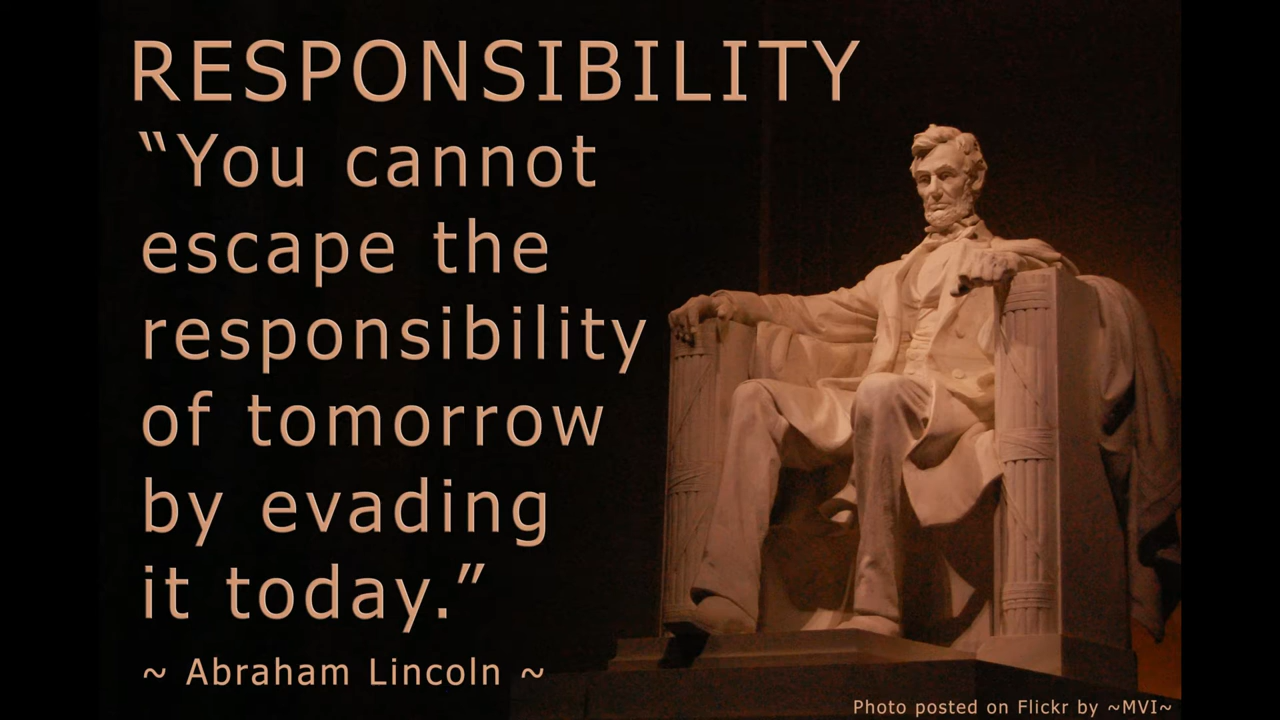 RESPONSIBILITY
“You cannot
escape the
responsibility
of tomorrow
by evading
it today.”
~ Abraham Lincoln ~
Photo posted on Flickr by ~MVI~